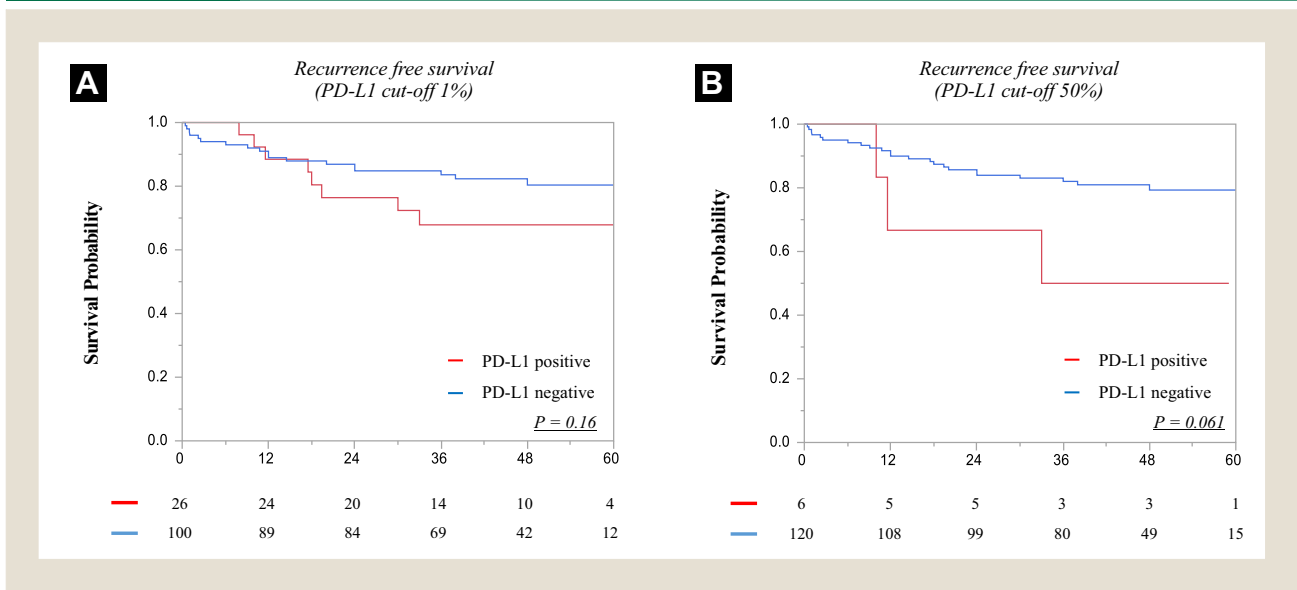 A
Recurrence free survival
(PD-L1 cut-off 1%)
Survival Probability
1.0
0.8
0.6
0.4
0.2
0.0
PD-L1 positive
PD-L1 negative
P = 0.16
0 12 24 36 48 60
26 24 20 14 10 4
100 89 84 69 42 12
B
Recurrence free survival
(PD-L1 cut-off 50%)
Survival Probability
1.0
0.8
0.6
0.4
0.2
0.0
PD-L1 positive
PD-L1 negative
P = 0.061
0 12 24 36 48 60
6 5 5 3 3 1
120 108 99 80 49 15